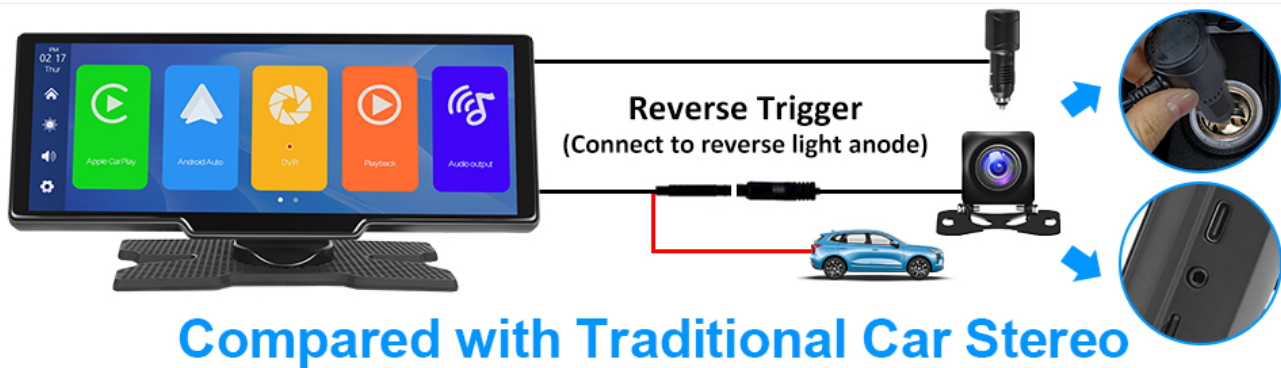 PM
02 17
Thur
Apple CarPlay
Android Auto
DVR
Playback
Audio output
Reverse Trigger
(Connect to reverse light anode)
Compared with Traditional Car Stereo